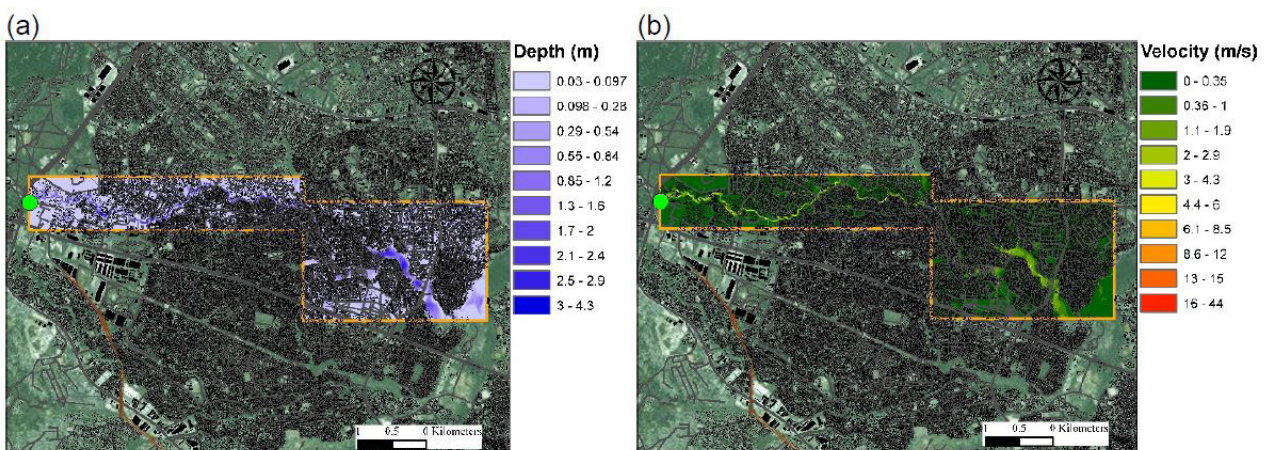 (a)
Depth (m)
0.03 - 0.097
0.098 - 0.28
0.29 - 0.54
0.55 - 0.84
0.85 - 1.2
1.3 - 1.6
1.7 - 2
2.1 - 2.4
2.5 - 2.9
3 - 4.3
1 0.5 0 Kilometers
(b)
Velocity (m/s)
0 - 0.35
0.36 - 1
1.1 - 1.9
2 - 2.9
3 - 4.3
4.4 - 6
6.1 - 8.5
8.6 - 12
13 - 15
16 - 44
1 0.5 0 Kilometers